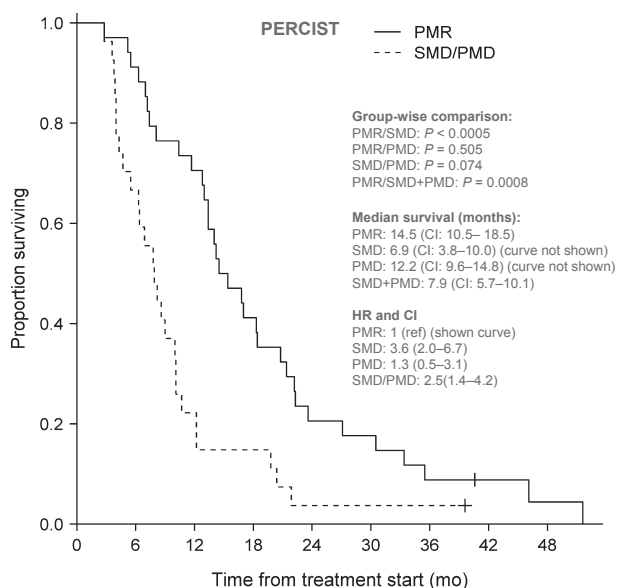 PERCIST
PMR
SMD/PMD
Group-wise comparison:
PMR/SMD: P < 0.0005
PMR/PMD: P = 0.505
SMD/PMD: P = 0.074
PMR/SMD+PMD: P = 0.0008
Median survival (months):
PMR: 14.5 (CI: 10.5– 18.5)
SMD: 6.9 (CI: 3.8–10.0) (curve not shown)
PMD: 12.2 (CI: 9.6–14.8) (curve not shown)
SMD+PMD: 7.9 (CI: 5.7–10.1)
HR and CI
PMR: 1 (ref) (shown curve)
SMD: 3.6 (2.0–6.7)
PMD: 1.3 (0.5–3.1)
SMD/PMD: 2.5(1.4–4.2)
Proportion surviving
1.0
0.8
0.6
0.4
0.2
0.0
0 6 12 18 24 30 36 42 48
Time from treatment start (mo)